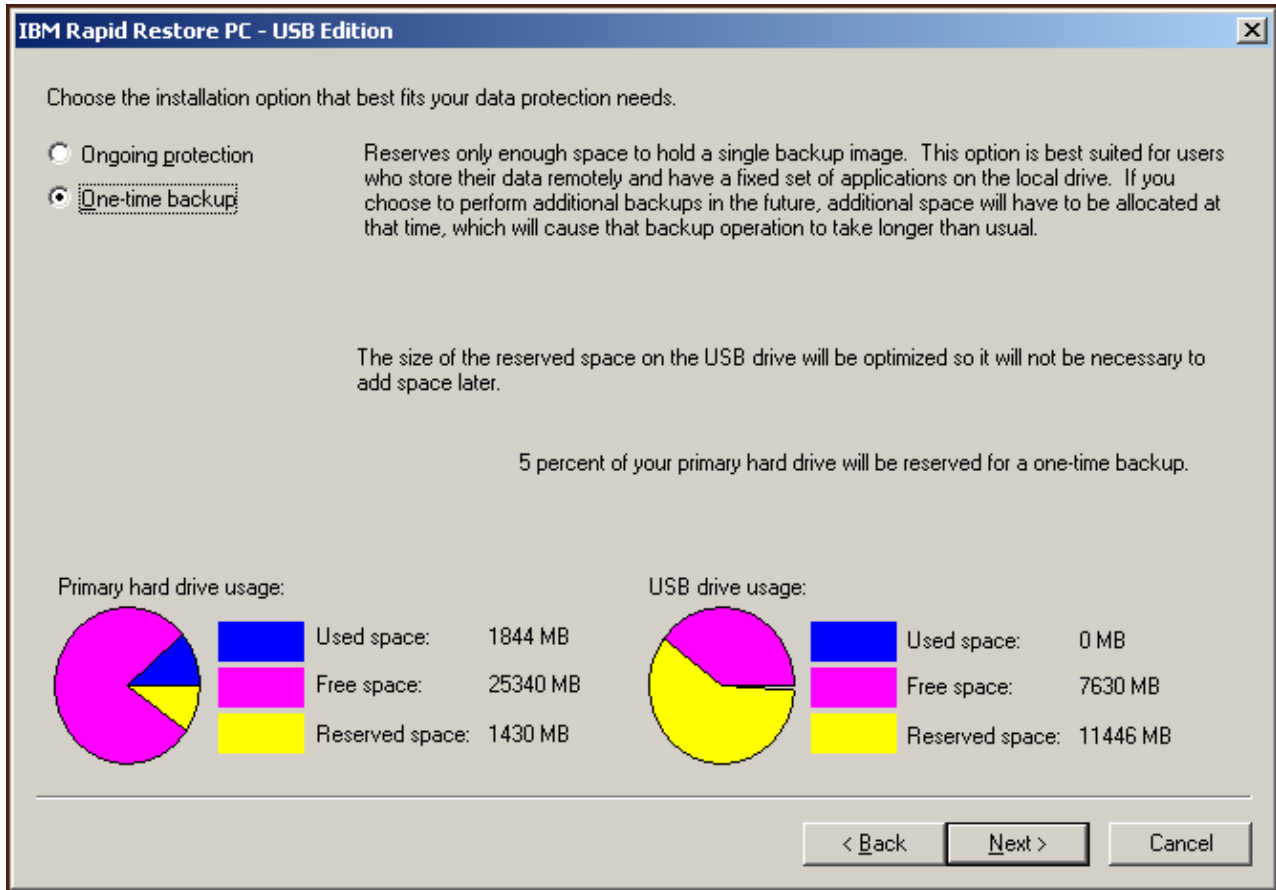 IBM Rapid Restore PC - USB Edition
Choose the installation option that best fits your data protection needs.
Ongoing protection
One-time backup
Reserves only enough space to hold a single backup image.  This option is best suited for users
who store their data remotely and have a fixed set of applications on the local drive.  If you
choose to perform additional backups in the future, additional space will have to be allocated at
that time, which will cause that backup operation to take longer than usual.
The size of the reserved space on the USB drive will be optimized so it will not be necessary to
add space later.
5 percent of your primary hard drive will be reserved for a one-time backup.
Primary hard drive usage:
Used space: 1844 MB
Free space: 25340 MB
Reserved space: 1430 MB
USB drive usage:
Used space: 0 MB
Free space: 7630 MB
Reserved space: 11446 MB
< Back
Next >
Cancel